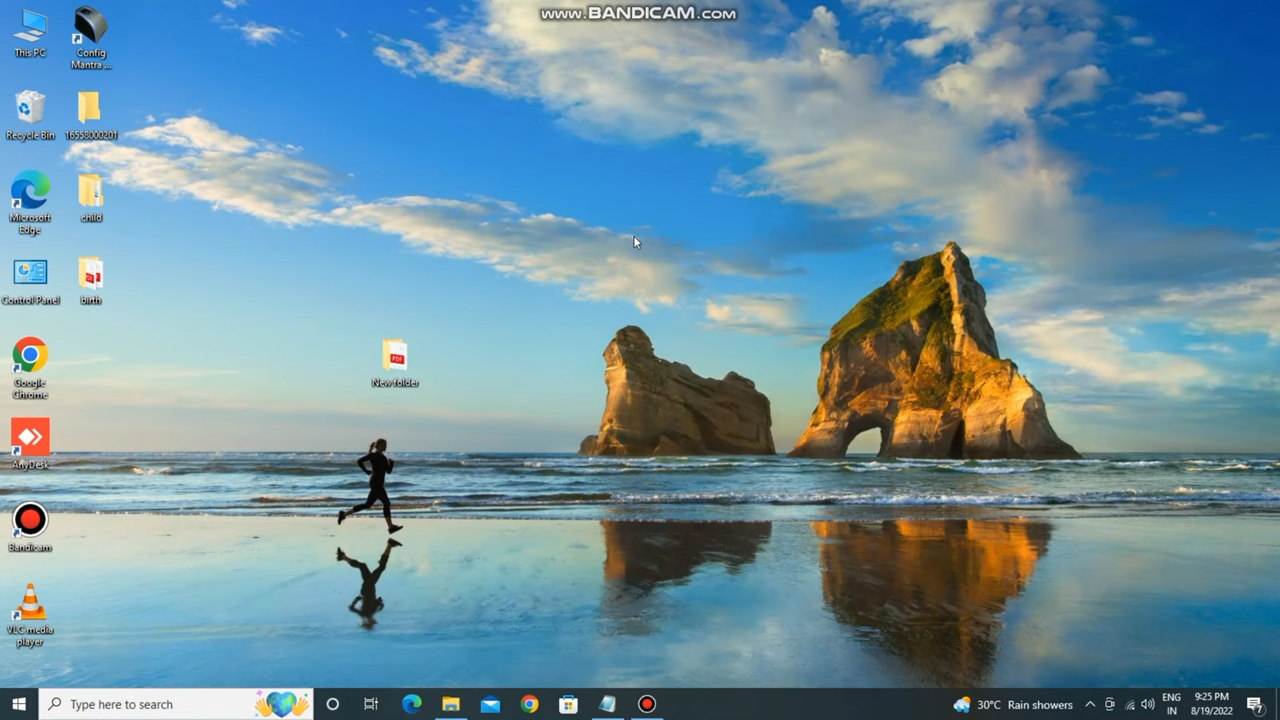 www.BANDICAM.com
This PC
Config
Mantra ...
Recycle Bin
16558000201
Microsoft
Edge
child
Control Panel
birth
Google
Chrome
New folder
PDF
AnyDesk
Bandicam
VLC media
player
Type here to search
30°C Rain showers
ENG
IN
9:25 PM
8/19/2022
7